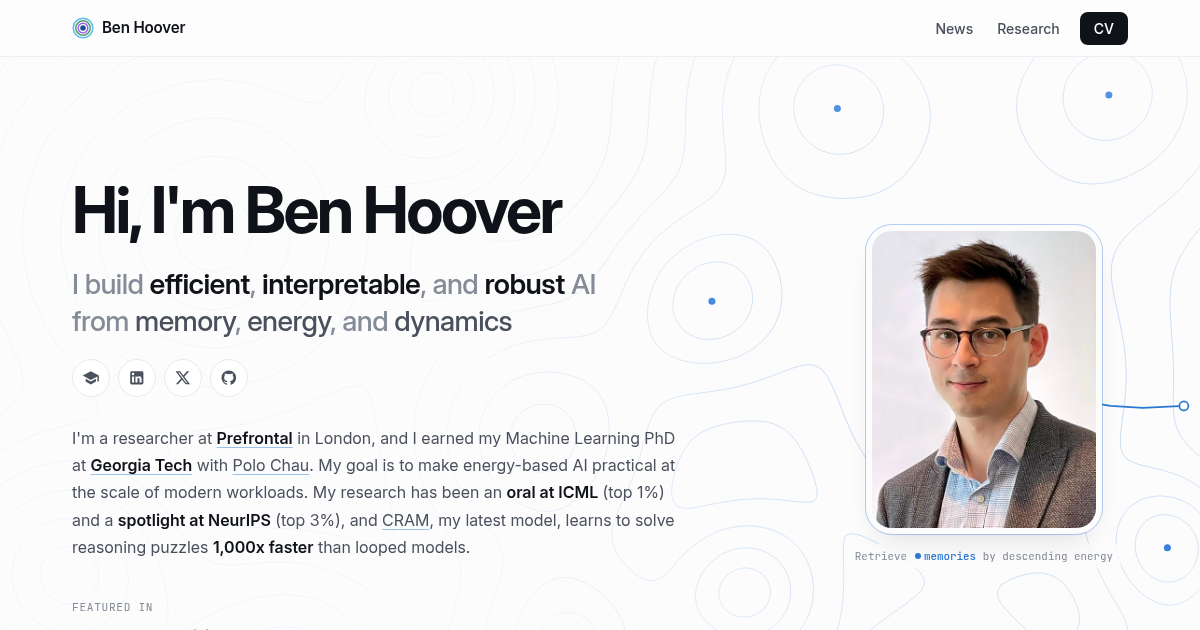 Ben Hoover
News
Research
CV
Hi, I'm Ben Hoover
I build efficient, interpretable, and robust AI
from memory, energy, and dynamics
I'm a researcher at Prefrontal in London, and I earned my Machine Learning PhD
at Georgia Tech with Polo Chau. My goal is to make energy-based AI practical at
the scale of modern workloads. My research has been an oral at ICML (top 1%)
and a spotlight at NeurIPS (top 3%), and CRAM, my latest model, learns to solve
reasoning puzzles 1,000x faster than looped models.
Retrieve memories by descending energy
FEATURED IN